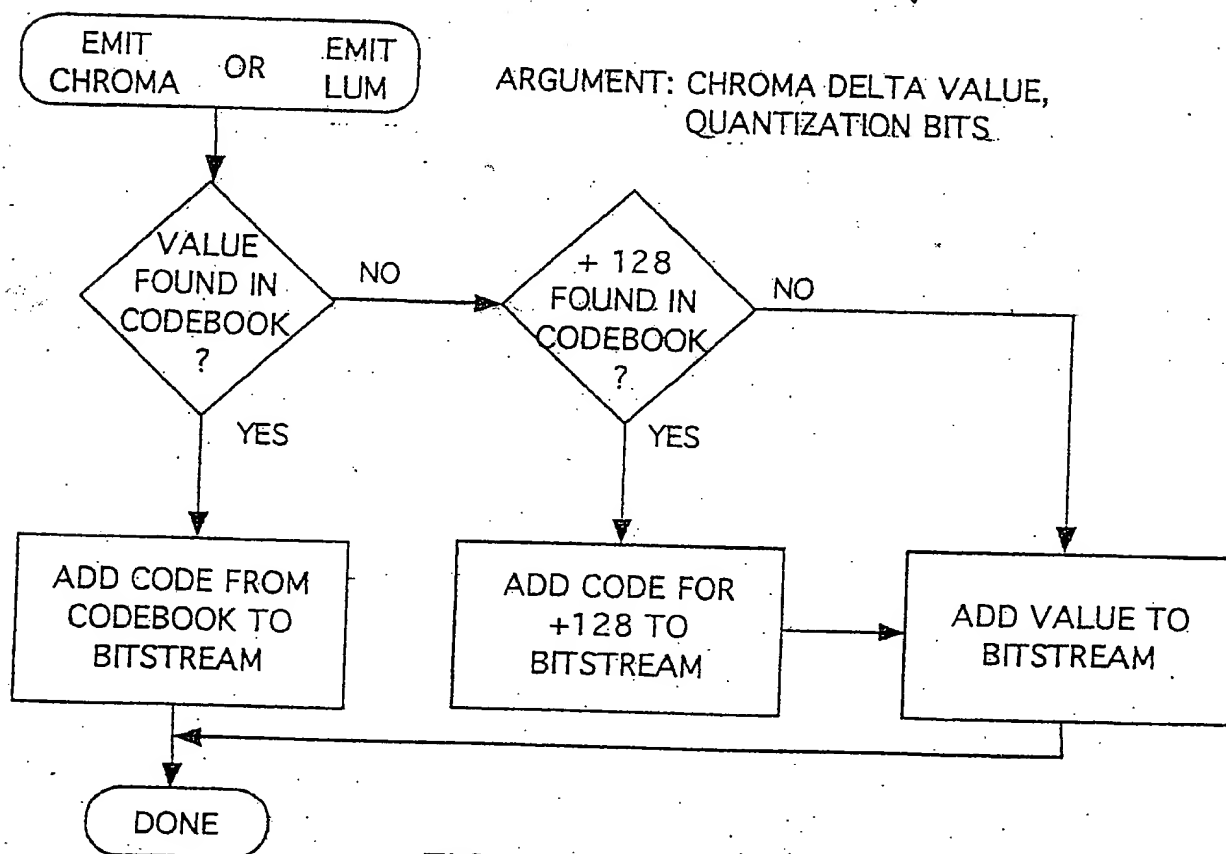 EMIT
CHROMA
OR
EMIT
LUM
ARGUMENT: CHROMA DELTA VALUE,
QUANTIZATION BITS
VALUE
FOUND IN
CODEBOOK
?
NO
+ 128
FOUND IN
CODEBOOK
?
NO
YES
YES
ADD CODE FROM
CODEBOOK TO
BITSTREAM
ADD CODE FOR
+128 TO
BITSTREAM
ADD VALUE TO
BITSTREAM
DONE